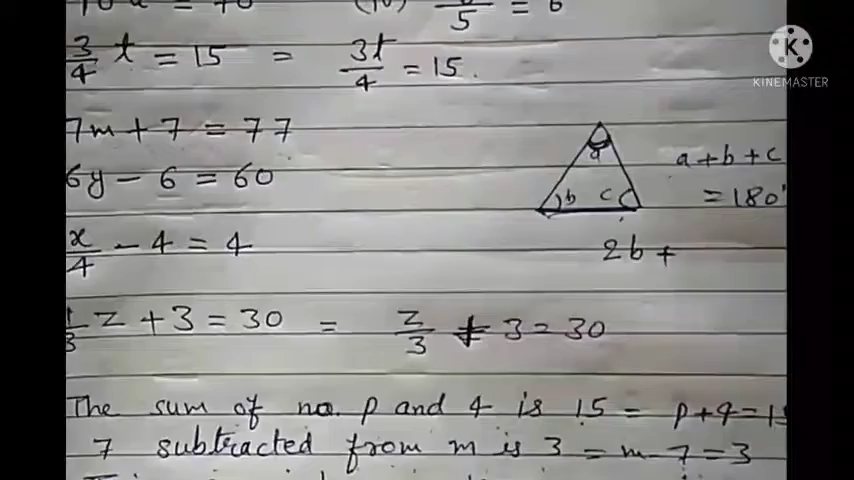 5 = 6
3/4 t = 15 = 3t/4 = 15.
7m + 7 = 77
6y - 6 = 60
x/4 - 4 = 4
a
b c
a + b + c
= 180°
2b +
1/3 z + 3 = 30 = z/3 + 3 = 30
The sum of no. p and 4 is 15 = p+4=15
7 subtracted from m is 3 = m-7=3
K
KINEMASTER